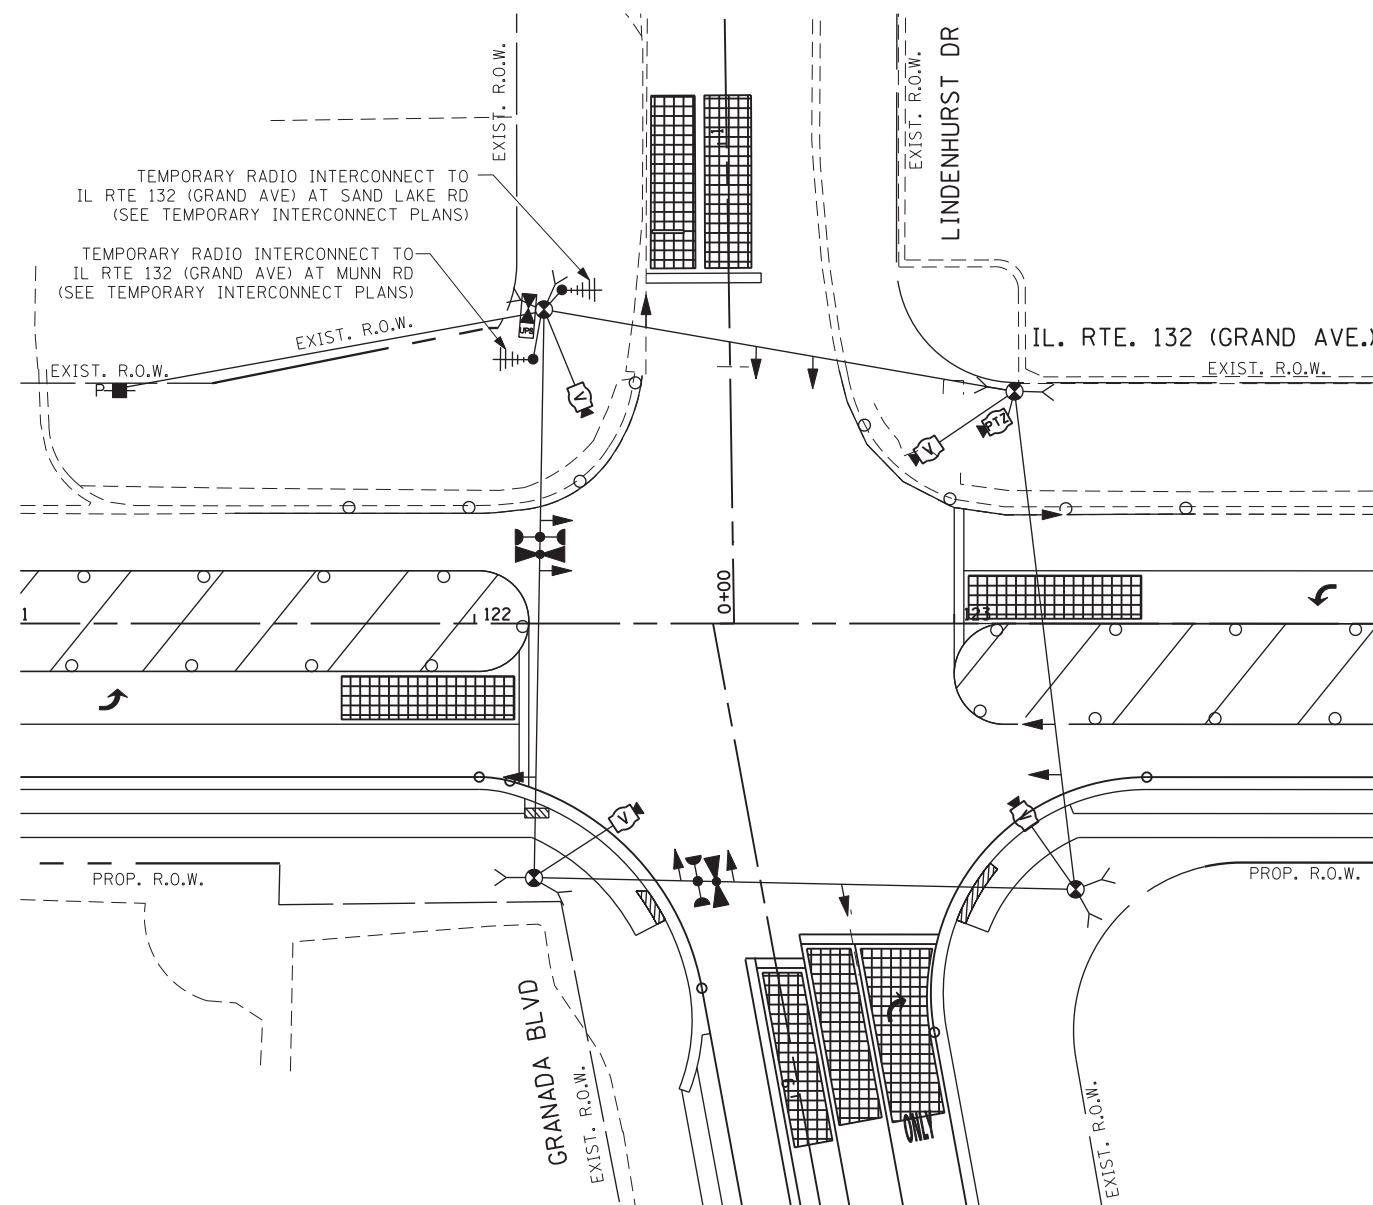 EXIST. R.O.W.
LINDENHURST DR
EXIST. R.O.W.
TEMPORARY RADIO INTERCONNECT TO
IL RTE 132 (GRAND AVE) AT SAND LAKE RD
(SEE TEMPORARY INTERCONNECT PLANS)
TEMPORARY RADIO INTERCONNECT TO
IL RTE 132 (GRAND AVE) AT MUNN RD
(SEE TEMPORARY INTERCONNECT PLANS)
UPS
EXIST. R.O.W.
IL. RTE. 132 (GRAND AVE.)
EXIST. R.O.W.
EXIST. R.O.W.
P
V
PTZ
V
0+00
1
122
123
V
V
PROP. R.O.W.
PROP. R.O.W.
GRANADA BLVD
EXIST. R.O.W.
ONLY
EXIST. R.O.W.